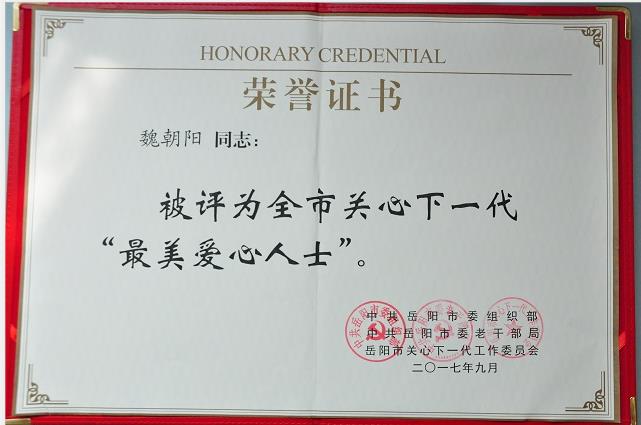 HONORARY CREDENTIAL
荣誉证书
魏朝阳 同志：
被评为全市关心下一代
“最美爱心人士”。
中共岳阳市委组织部
中共岳阳市委老干部局
岳阳市关心下一代工作委员会
二〇一七年九月